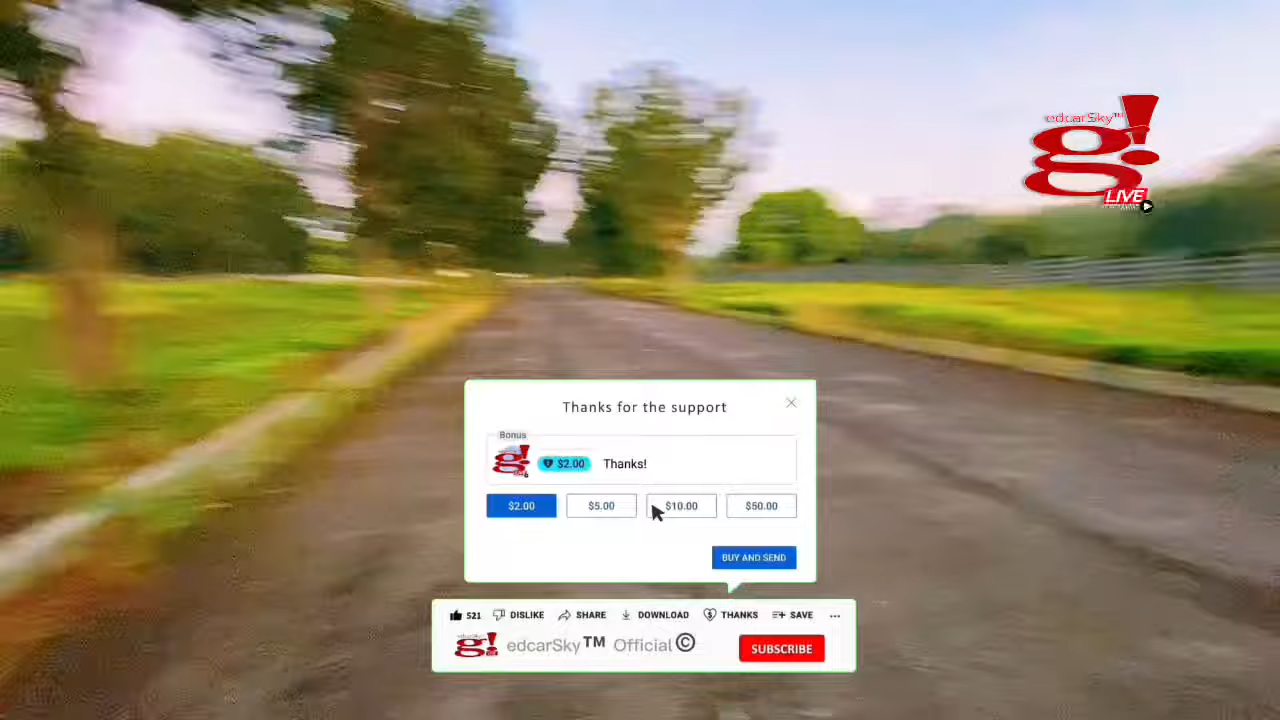 edcarSky™
g!
LIVE
Thanks for the support
Bonus
g!
$2.00 Thanks!
$2.00 $5.00 $10.00 $50.00
BUY AND SEND
521 DISLIKE SHARE DOWNLOAD THANKS SAVE ...
g! edcarSky™ Official © SUBSCRIBE